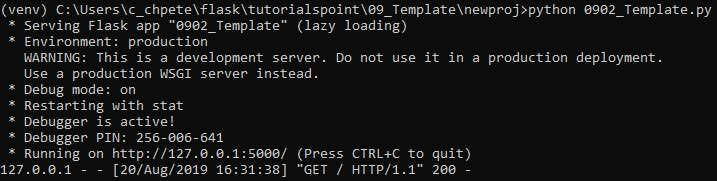 (venv) C:\Users\c_chpete\flask\tutorialspoint\09_Template\newproj>python 0902_Template.py
* Serving Flask app "0902_Template" (lazy loading)
* Environment: production
WARNING: This is a development server. Do not use it in a production deployment.
Use a production WSGI server instead.
* Debug mode: on
* Restarting with stat
* Debugger is active!
* Debugger PIN: 256-006-641
* Running on http://127.0.0.1:5000/ (Press CTRL+C to quit)
127.0.0.1 - - [20/Aug/2019 16:31:38] "GET / HTTP/1.1" 200 -